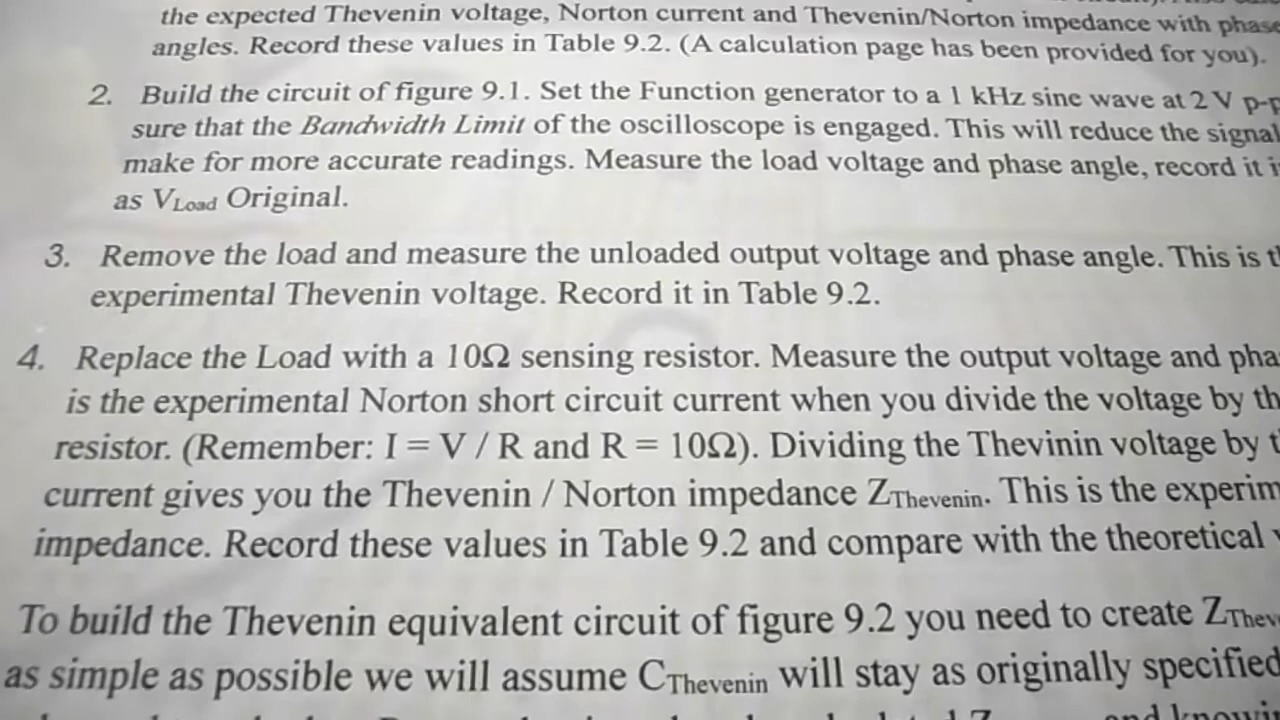 the expected Thevenin voltage, Norton current and Thevenin/Norton impedance with phase
angles. Record these values in Table 9.2. (A calculation page has been provided for you).
2. Build the circuit of figure 9.1. Set the Function generator to a 1 kHz sine wave at 2 V p-p
sure that the Bandwidth Limit of the oscilloscope is engaged. This will reduce the signal
make for more accurate readings. Measure the load voltage and phase angle, record it i
as VLoad Original.
3. Remove the load and measure the unloaded output voltage and phase angle. This is t
experimental Thevenin voltage. Record it in Table 9.2.
4. Replace the Load with a 10Ω sensing resistor. Measure the output voltage and pha
is the experimental Norton short circuit current when you divide the voltage by th
resistor. (Remember: I = V / R and R = 10Ω). Dividing the Thevinin voltage by t
current gives you the Thevenin / Norton impedance ZThevenin. This is the experim
impedance. Record these values in Table 9.2 and compare with the theoretical
To build the Thevenin equivalent circuit of figure 9.2 you need to create ZTheve
as simple as possible we will assume CThevenin will stay as originally specified